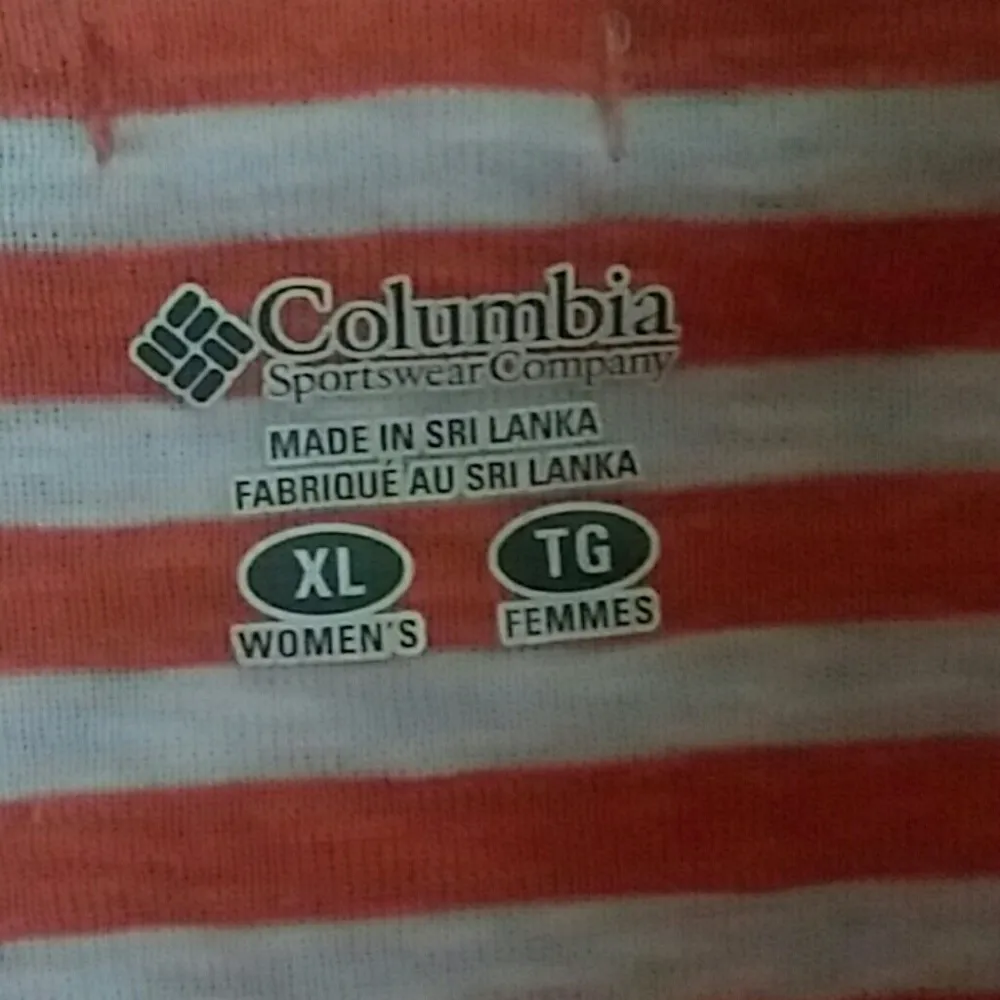 Columbia
Sportswear Company
MADE IN SRI LANKA
FABRIQUÉ AU SRI LANKA
XL TG
WOMEN'S FEMMES